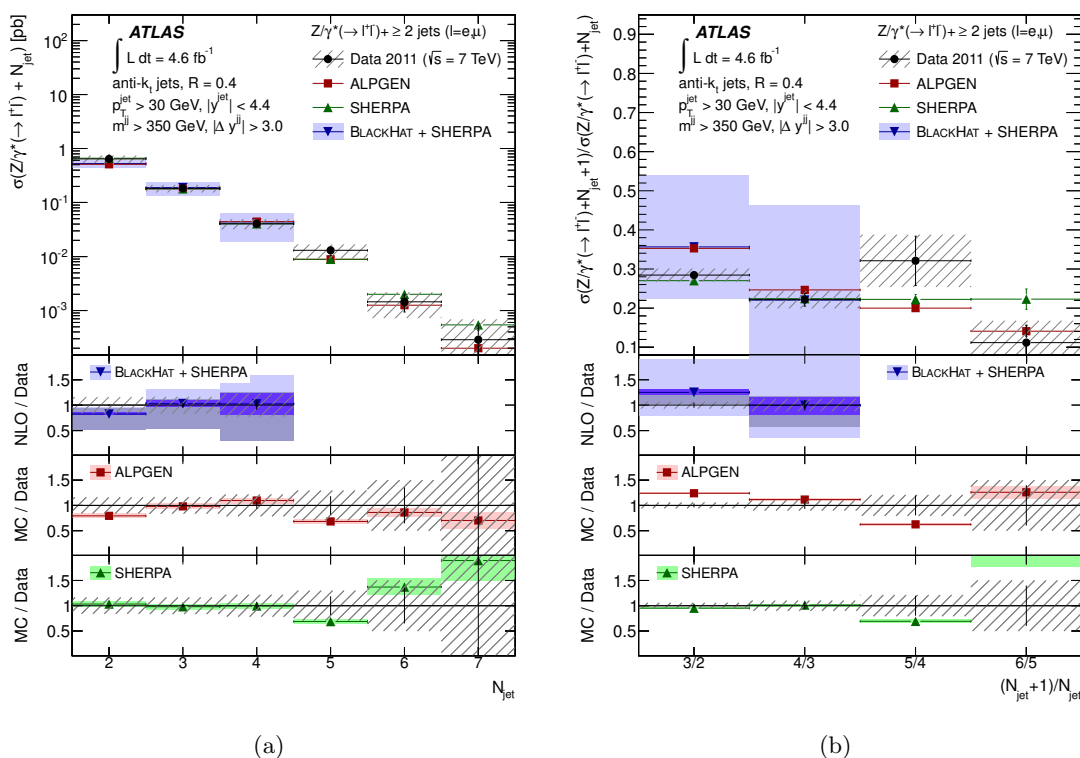 σ(Z/γ*(→ l⁺l⁻) + N_jet) [pb]
ATLAS
∫ L dt = 4.6 fb⁻¹
anti-k_t jets, R = 0.4
p_T^jet > 30 GeV, |y^jet| < 4.4
m^jj > 350 GeV, |Δ y^jj| > 3.0
Z/γ*(→ l⁺l⁻)+ ≥ 2 jets (l=e,μ)
Data 2011 (√s = 7 TeV)
ALPGEN
SHERPA
BLACKHAT + SHERPA
10²
10
1
10⁻¹
10⁻²
10⁻³
NLO / Data
BLACKHAT + SHERPA
1.5
1
0.5
MC / Data
ALPGEN
1.5
1
0.5
MC / Data
SHERPA
1.5
1
0.5
2 3 4 5 6 7
N_jet
(a)
σ(Z/γ*(→ l⁺l⁻)+N_jet+1)/σ(Z/γ*(→ l⁺l⁻)+N_jet)
ATLAS
∫ L dt = 4.6 fb⁻¹
anti-k_t jets, R = 0.4
p_T^jet > 30 GeV, |y^jet| < 4.4
m^jj > 350 GeV, |Δ y^jj| > 3.0
Z/γ*(→ l⁺l⁻)+ ≥ 2 jets (l=e,μ)
Data 2011 (√s = 7 TeV)
ALPGEN
SHERPA
BLACKHAT + SHERPA
0.9
0.8
0.7
0.6
0.5
0.4
0.3
0.2
0.1
NLO / Data
BLACKHAT + SHERPA
1.5
1
0.5
MC / Data
ALPGEN
1.5
1
0.5
MC / Data
SHERPA
1.5
1
0.5
3/2 4/3 5/4 6/5
(N_jet+1)/N_jet
(b)